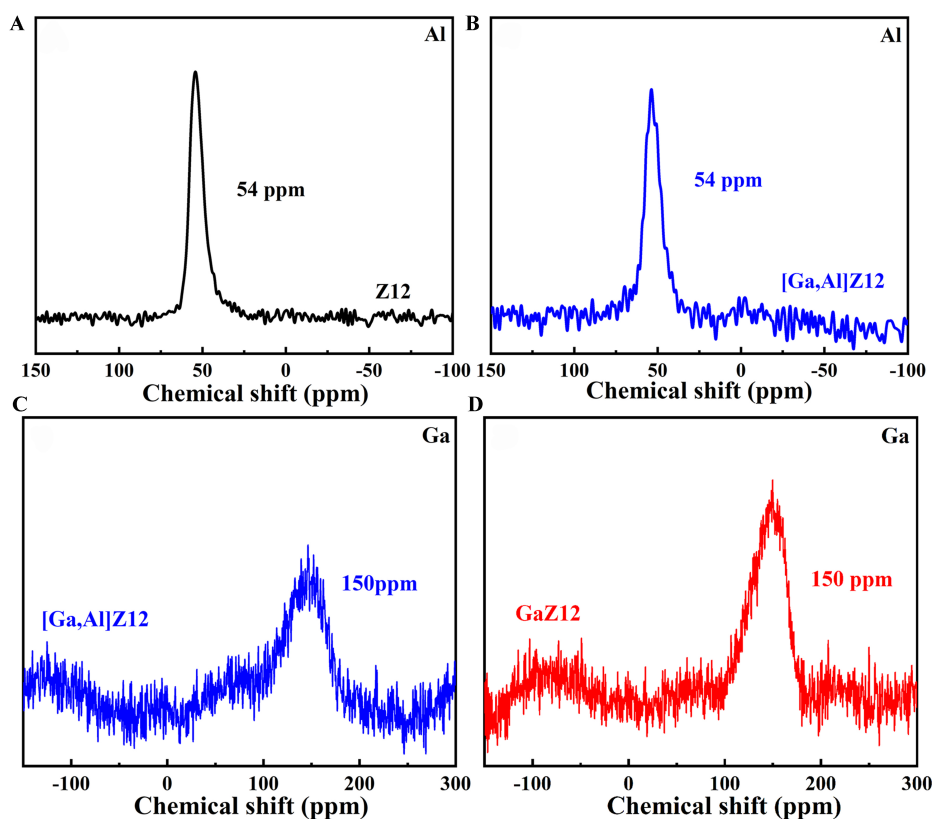 A
Al
54 ppm
Z12
150 100 50 0 -50 -100
Chemical shift (ppm)
B
Al
54 ppm
[Ga,Al]Z12
150 100 50 0 -50 -100
Chemical shift (ppm)
C
Ga
150ppm
[Ga,Al]Z12
-100 0 100 200 300
Chemical shift (ppm)
D
Ga
150 ppm
GaZ12
-100 0 100 200 300
Chemical shift (ppm)